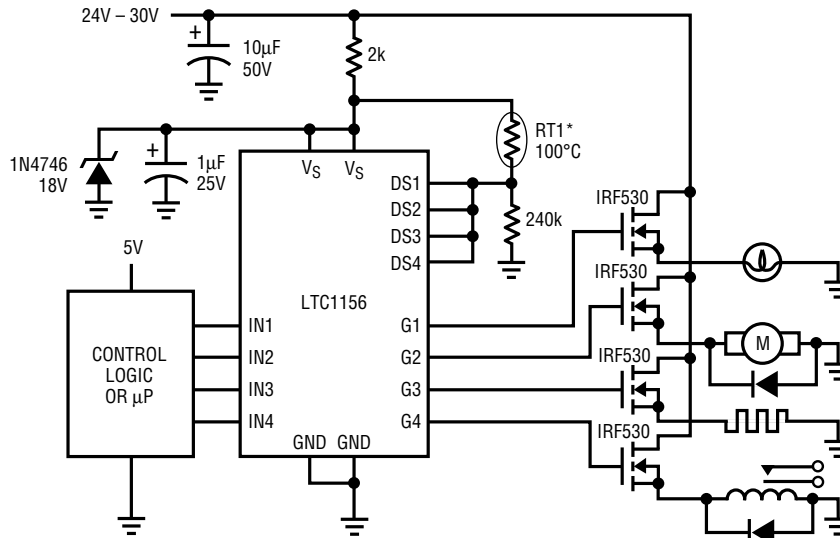 24V – 30V
+
10µF
50V
2k
RT1*
100°C
1N4746
18V
+
1µF
25V
VS
VS
DS1
DS2
DS3
DS4
240k
IRF530
5V
LTC1156
IRF530
CONTROL
LOGIC
OR µP
IN1
IN2
IN3
IN4
G1
G2
G3
G4
M
IRF530
IRF530
GND
GND